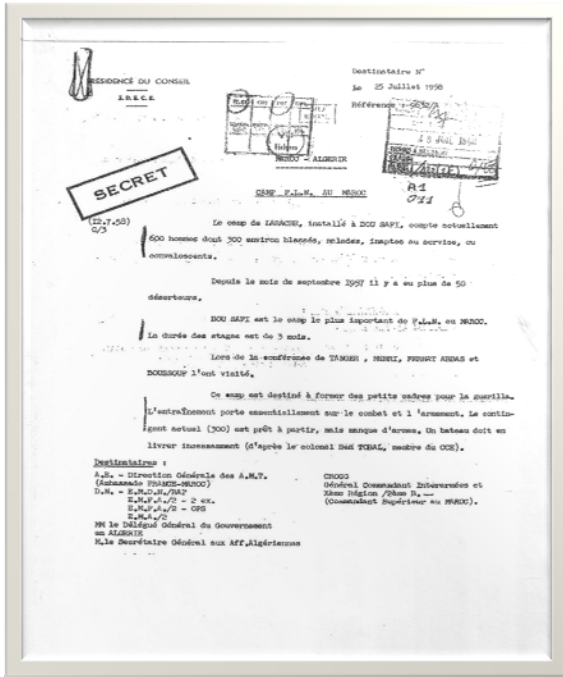 PRÉSIDENCE DU CONSEIL
S.D.E.C.E.
Destinataire N°
Le 25 Juillet 1958
Référence :
MAROC - ALGERIE
SECRET
A1
011
CAMP F.L.N. AU MAROC
(12.7.58)
G/3
Le camp de LARACHE, installé à BOU SAFI, compte actuellement
600 hommes dont 300 environ blessés, malades, inaptes au service, ou
convalescents.
Depuis le mois de septembre 1957 il y a eu plus de 50
déserteurs.
BOU SAFI est le camp le plus important de F.L.N. au MAROC.
La durée des stages est de 3 mois.
Lors de la conférence de TANGER , MEHRI, FERHAT ABBAS et
BOUSSOUF l'ont visité.
Ce camp est destiné à former des petits cadres pour la guerilla.
L'entraînement porte essentiellement sur le combat et l 'armement. Le contin-
gent actuel (300) est prêt à partir, mais manque d'armes. Un bateau doit en
livrer incessamment (d'après le colonel BEN TOBAL, membre du CCE).
Destinataires :
A.E. - Direction Générale des A.M.T.
(Ambassade FRANCE-MAROC)
D.N. - E.M.D.N./RAP
E.M.F.A./2 - 2 ex.
E.M.F.A./2 - OPS
E.M.A./2
MM le Délégué Général du Gouvernement
en ALGERIE
M.le Secrétaire Général aux Aff.Algériennes
CROGG
Général Commandant Interarmées et
Xème Région /2ème B. —
(Commandant Supérieur au MAROC).